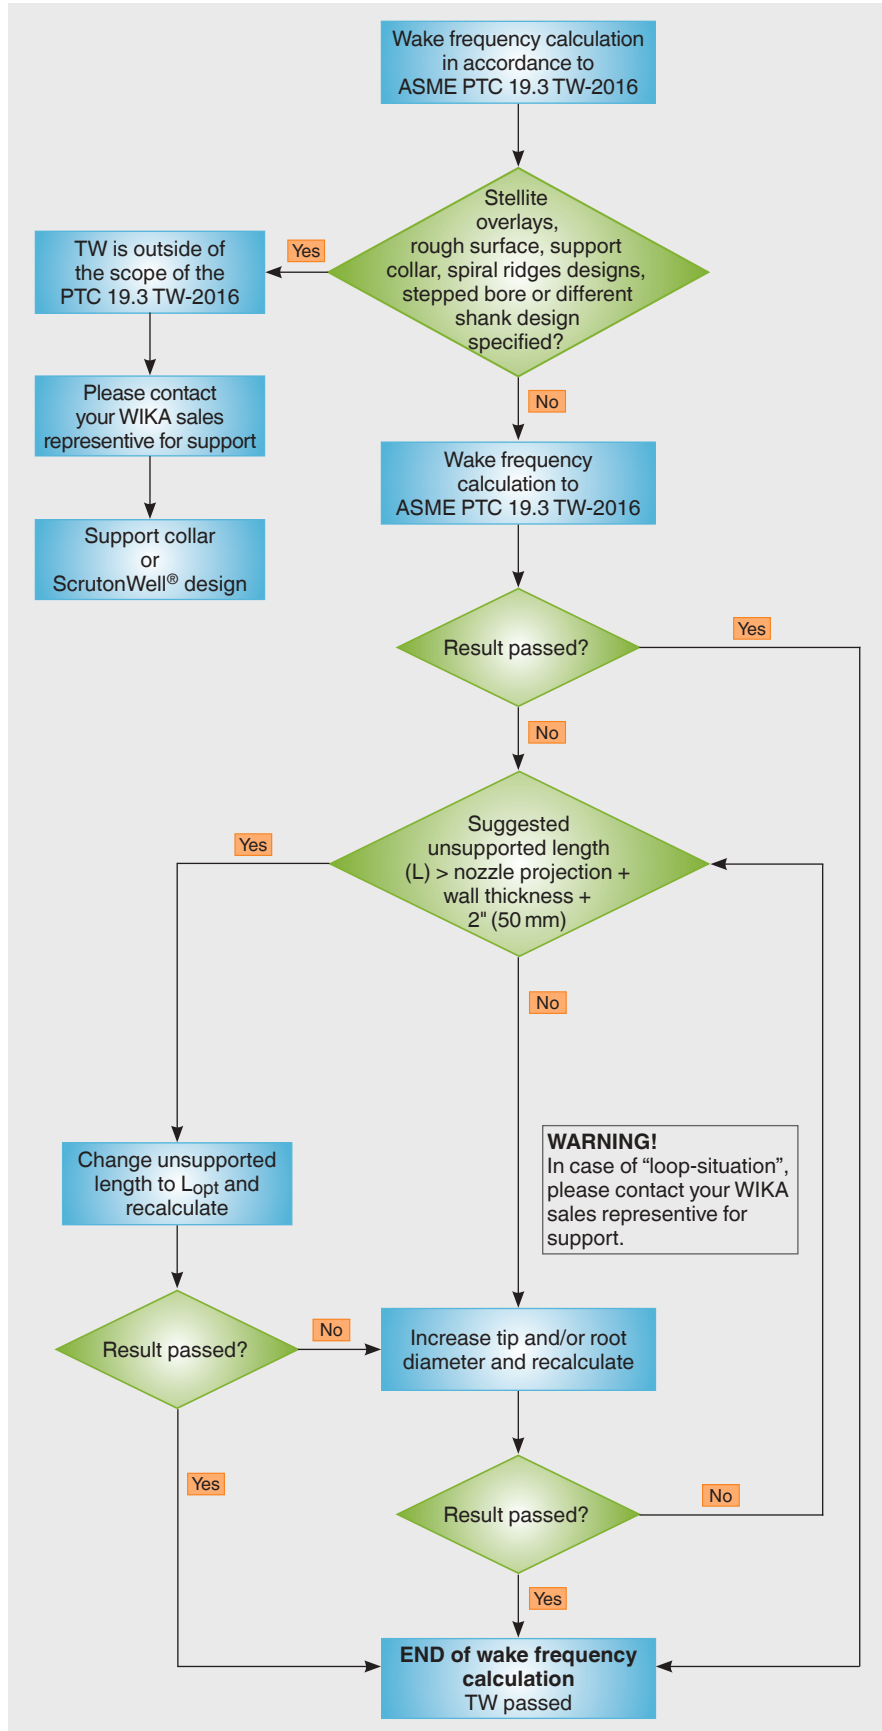 Wake frequency calculation
in accordance to
ASME PTC 19.3 TW-2016
Stellite
overlays,
rough surface, support
collar, spiral ridges designs,
stepped bore or different
shank design
specified?
Yes
TW is outside of
the scope of the
PTC 19.3 TW-2016
Please contact
your WIKA sales
representive for support
Support collar
or
ScrutonWell® design
No
Wake frequency
calculation to
ASME PTC 19.3 TW-2016
Result passed?
Yes
No
Suggested
unsupported length
(L) > nozzle projection +
wall thickness +
2" (50 mm)
Yes
No
WARNING!
In case of “loop-situation”,
please contact your WIKA
sales representive for
support.
Change unsupported
length to Lopt and
recalculate
Result passed?
No
Increase tip and/or root
diameter and recalculate
Yes
Result passed?
No
Yes
END of wake frequency
calculation
TW passed